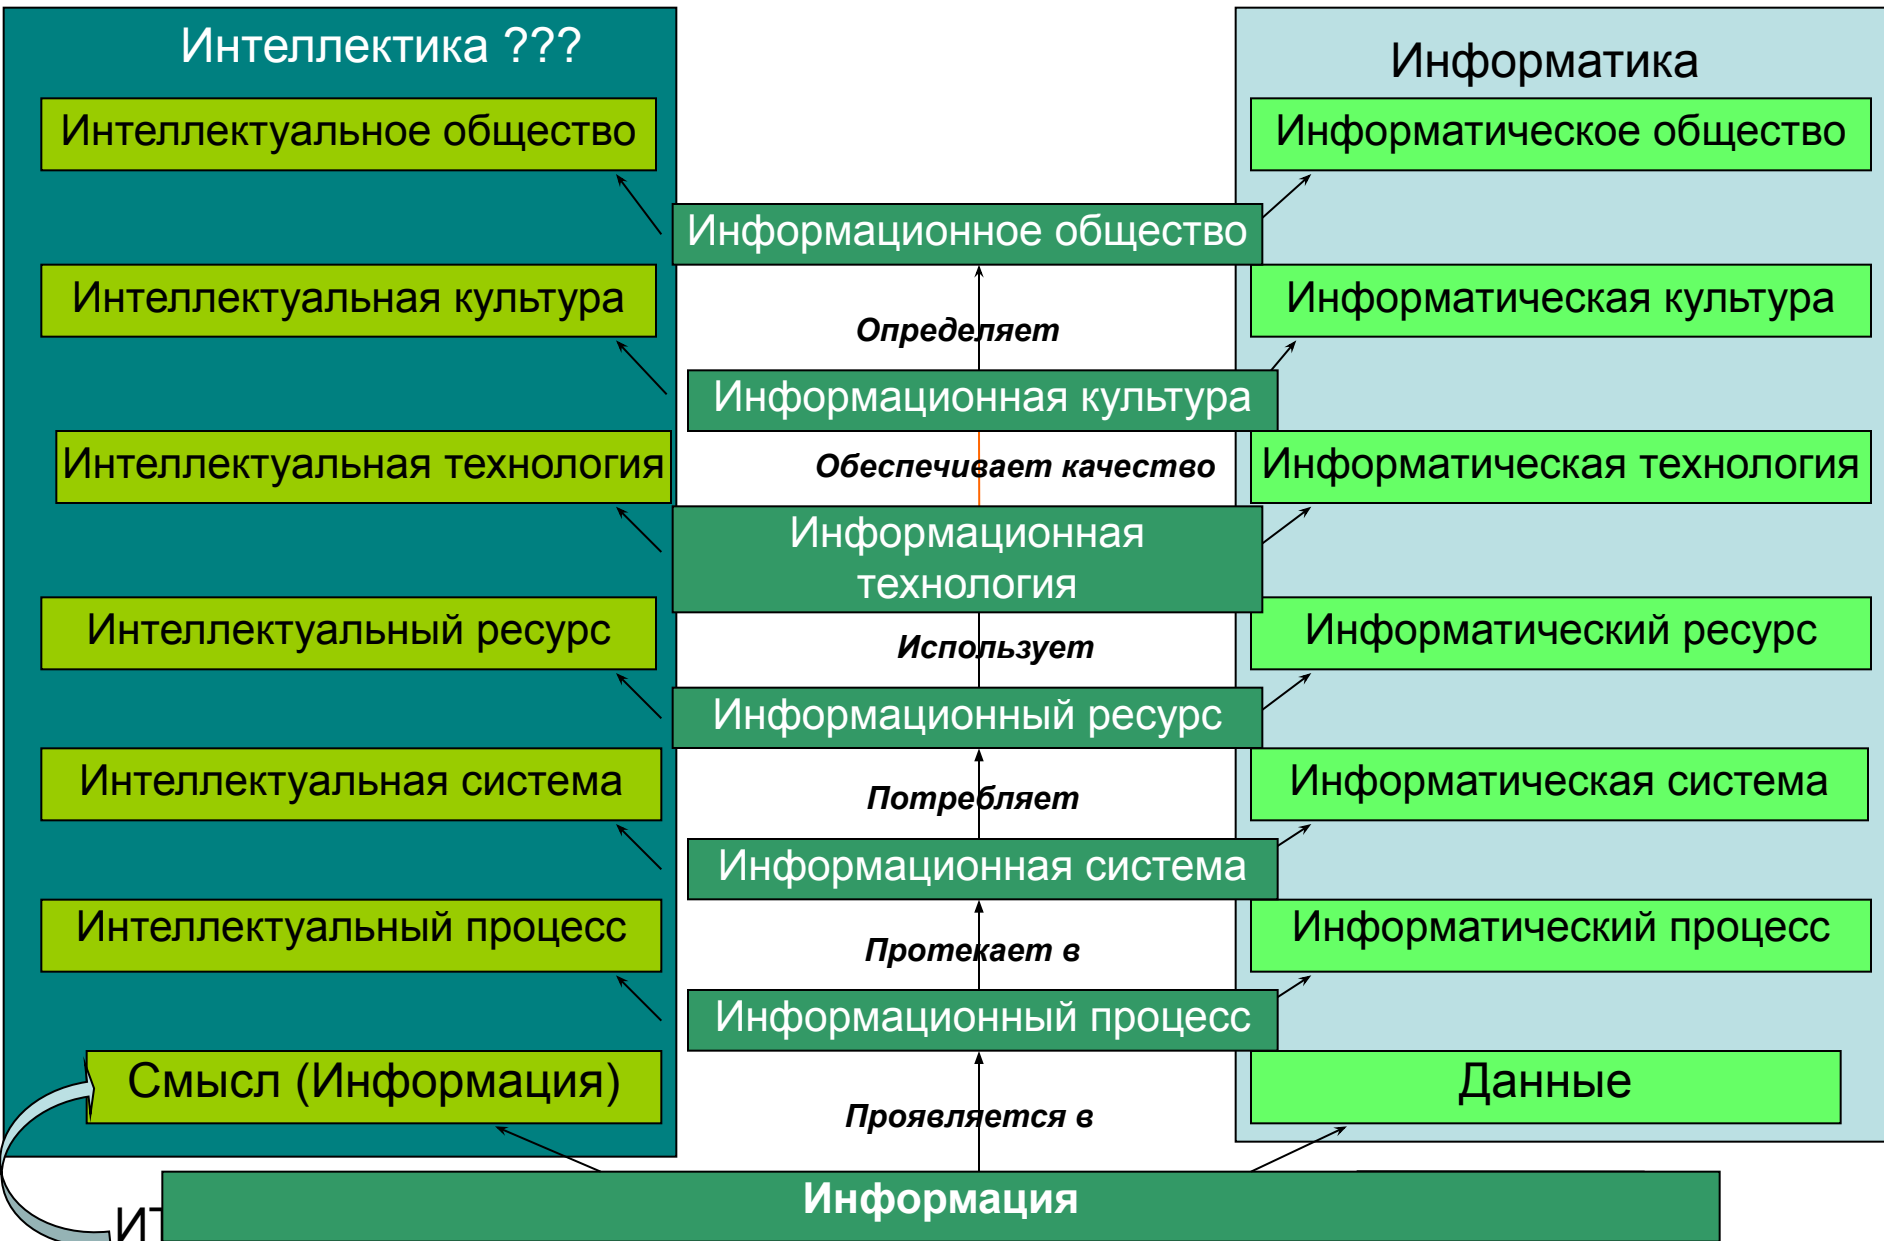 Интеллектика ???
Информатика
Интеллектуальное общество
Информатическое общество
Информационное общество
Интеллектуальная культура
Информатическая культура
Определяет
Информационная культура
Интеллектуальная технология
Обеспечивает качество
Информатическая технология
Информационная
технология
Интеллектуальный ресурс
Использует
Информатический ресурс
Информационный ресурс
Интеллектуальная система
Потребляет
Информатическая система
Информационная система
Интеллектуальный процесс
Протекает в
Информатический процесс
Информационный процесс
Смысл (Информация)
Данные
Проявляется в
Информация